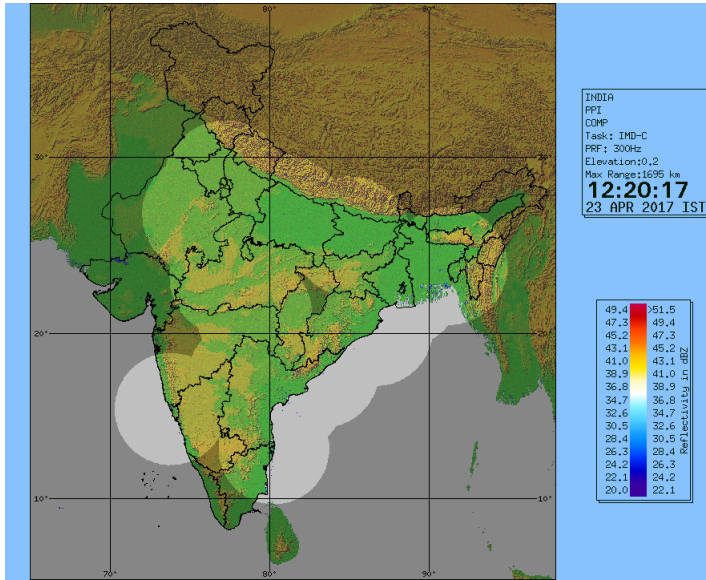 70° 80° 90°
INDIA
PPI
COMP
Task: IMD-C
PRF: 300Hz
Elevation:0.2
Max Range:1695 km
12:20:17
23 APR 2017 IST
30° 30°
20° 20°
10° 10°
70° 80° 90°
49.4 >51.5
47.3 49.4
45.2 47.3
43.1 45.2
41.0 43.1
38.9 41.0
36.8 38.9
34.7 36.8
32.6 34.7
30.5 32.6
28.4 30.5
26.3 28.4
24.2 26.3
22.1 24.2
20.0 22.1
Reflectivity in DBZ